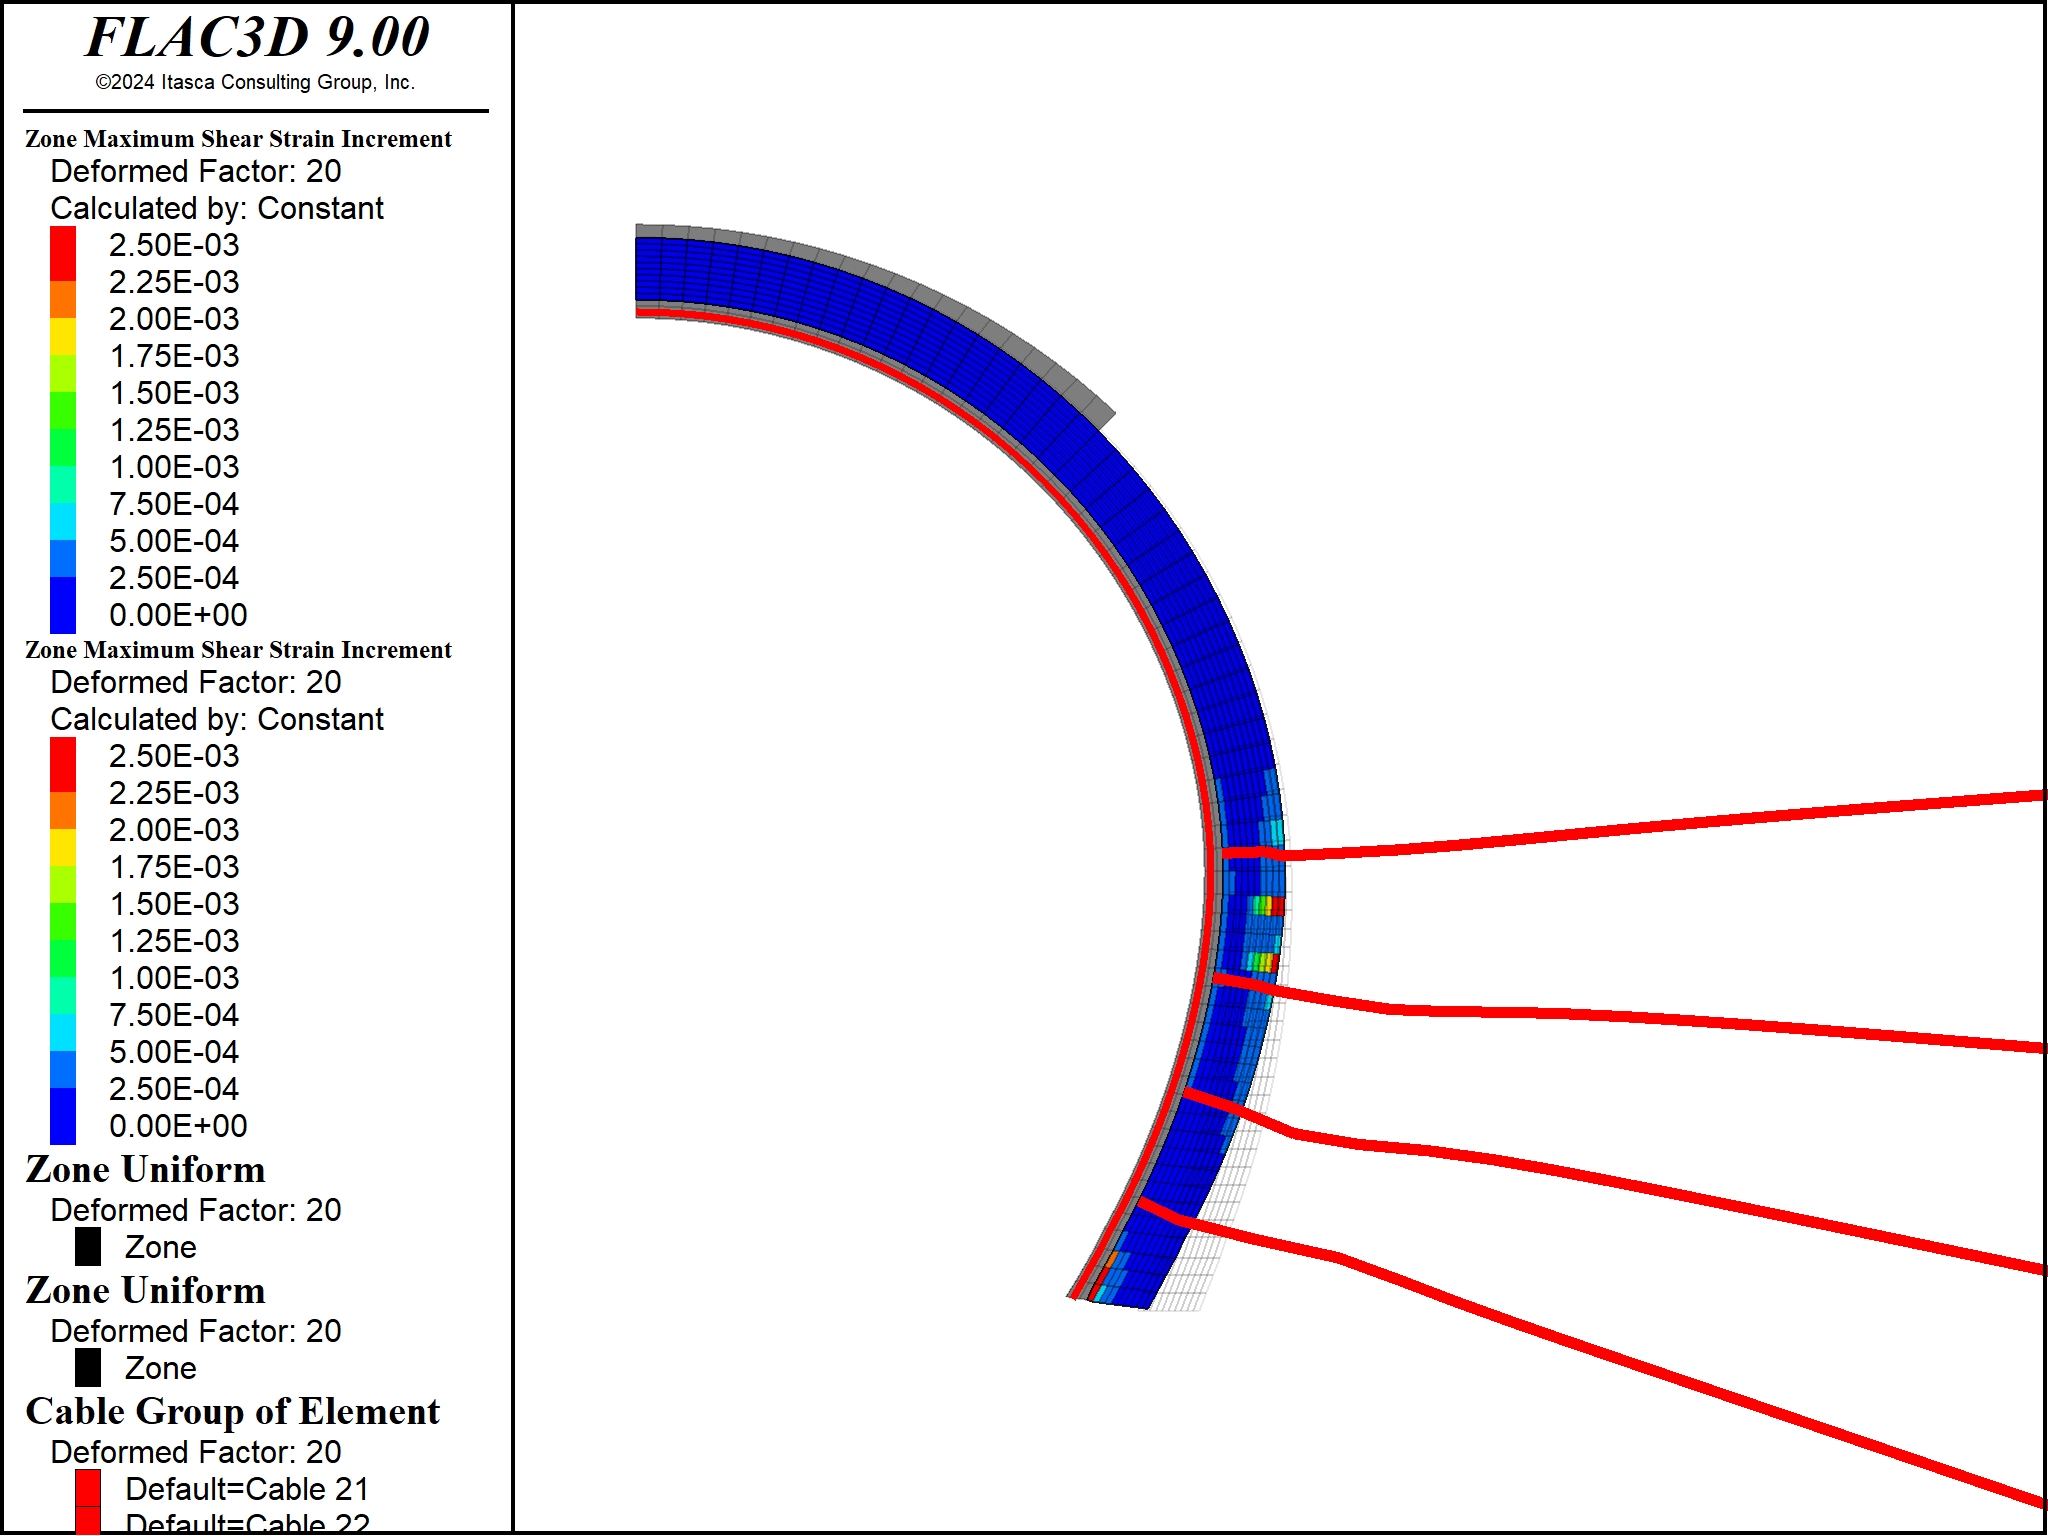 FLAC3D 9.00
©2024 Itasca Consulting Group, Inc.
Zone Maximum Shear Strain Increment
Deformed Factor: 20
Calculated by: Constant
2.50E-03
2.25E-03
2.00E-03
1.75E-03
1.50E-03
1.25E-03
1.00E-03
7.50E-04
5.00E-04
2.50E-04
0.00E+00
Zone Maximum Shear Strain Increment
Deformed Factor: 20
Calculated by: Constant
2.50E-03
2.25E-03
2.00E-03
1.75E-03
1.50E-03
1.25E-03
1.00E-03
7.50E-04
5.00E-04
2.50E-04
0.00E+00
Zone Uniform
Deformed Factor: 20
Zone
Zone Uniform
Deformed Factor: 20
Zone
Cable Group of Element
Deformed Factor: 20
Default=Cable 21
Default=Cable 22